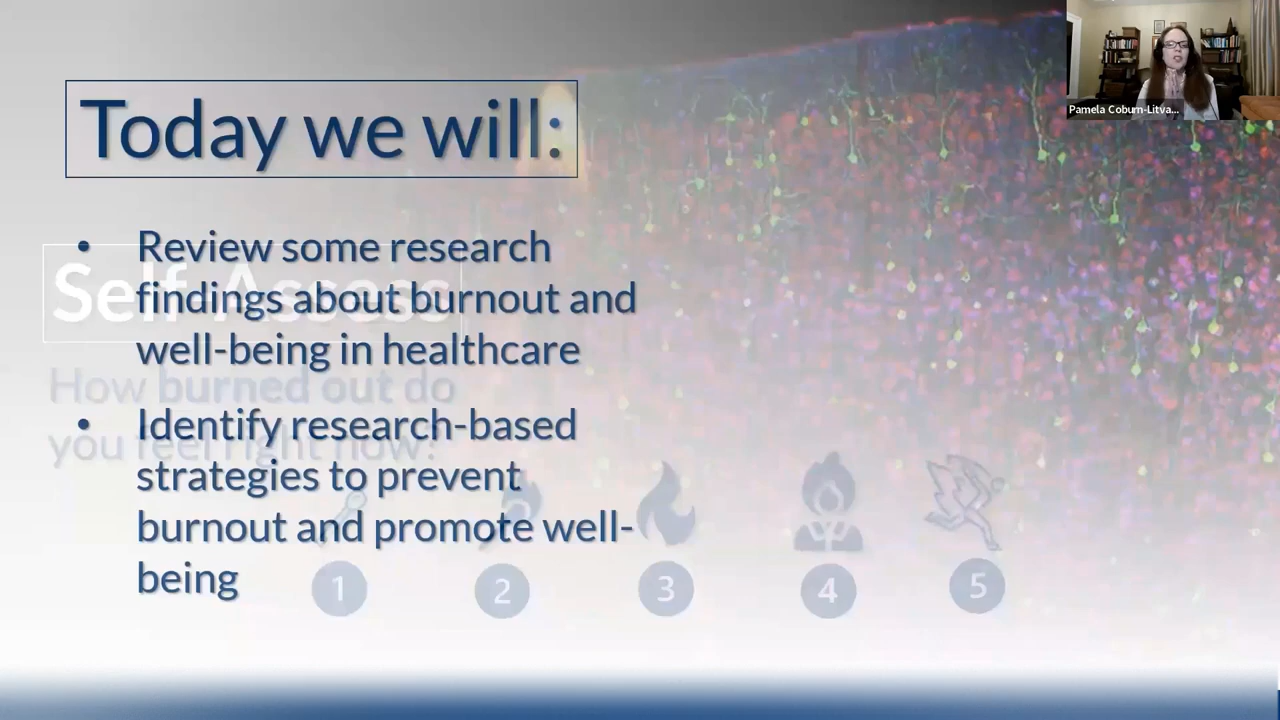 Today we will:
Pamela Coburn-Litva...
• Review some research
findings about burnout and
well-being in healthcare
Self-Assess
How burned out do
you feel right now?
• Identify research-based
strategies to prevent
burnout and promote well-
being
1
2
3
4
5